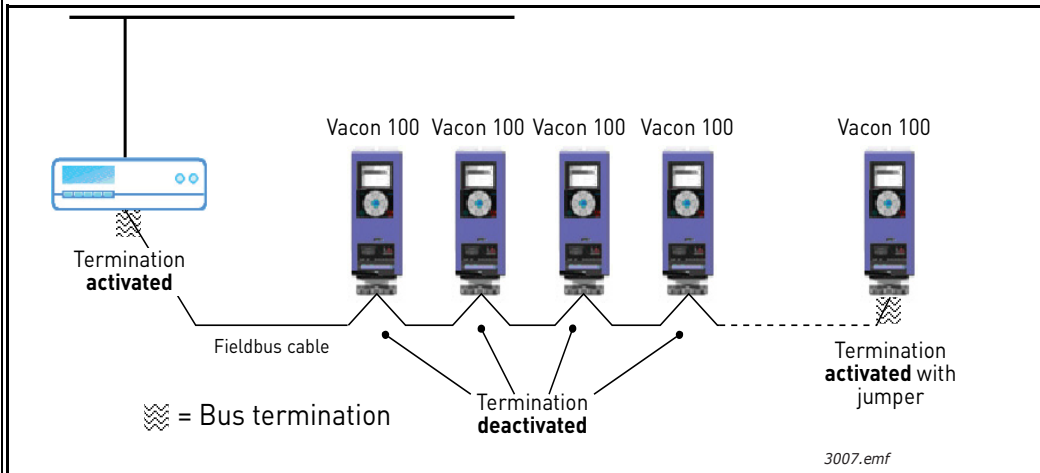 Vacon 100 Vacon 100 Vacon 100 Vacon 100 Vacon 100
Termination
activated
Fieldbus cable
Termination
deactivated
Termination
activated with
jumper
= Bus termination
3007.emf